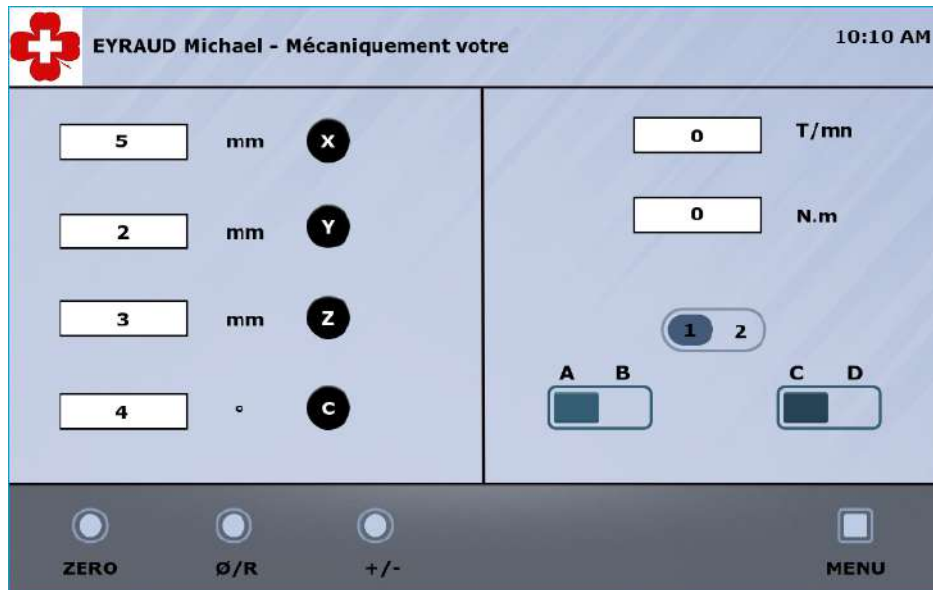 EYRAUD Michael - Mécaniquement votre
10:10 AM
5 mm X
2 mm Y
3 mm Z
4 ° C
0 T/mn
0 N.m
1 2
A B
C D
ZERO
Ø/R
+/-
MENU